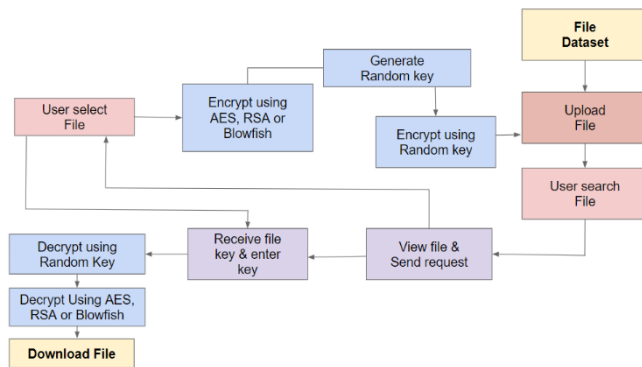 File
Dataset
Generate
Random key
User select
File
Encrypt using
AES, RSA or
Blowfish
Encrypt using
Random key
Upload
File
User search
File
Decrypt using
Random Key
Receive file
key & enter
key
View file &
Send request
Decrypt Using AES,
RSA or Blowfish
Download File